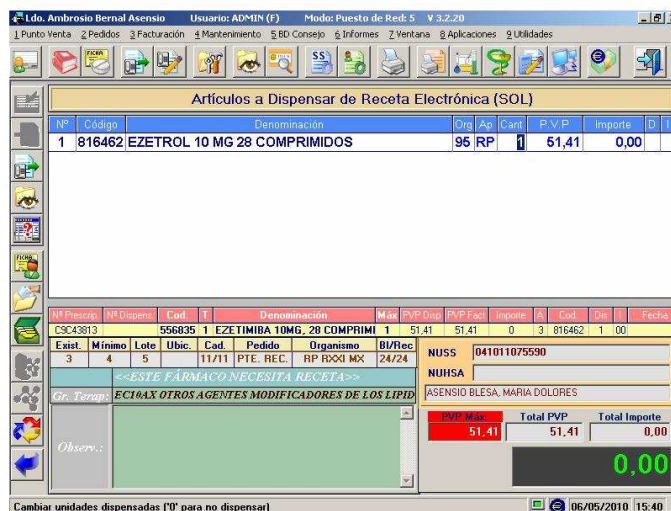 Ldo. Ambrosio Bernal Asensio Usuario: ADMIN (F) Modo: Puesto de Red: 5 V 3.2.20
1 Punto Venta 2 Pedidos 3 Facturación 4 Mantenimiento 5 BD Consejo 6 Informes 7 Ventana 8 Aplicaciones 9 Utilidades
Artículos a Dispensar de Receta Electrónica (SOL)
Nº Código Denominación Org Ap Cant P.V.P Importe D I
1 816462 EZETROL 10 MG 28 COMPRIMIDOS 95 RP 1 51,41 0,00
Nº Prescrip. Nº Dispens. Cod. T Denominación Máx PVP Disp PVP Fact Importe A Cod. Dis I Fecha
C9C43813 556835 1 EZETIMIBA 10MG, 28 COMPRIMI 1 51,41 51,41 0 3 816462 1 00
Exist. Mínimo Lote Ubic. Cad. Pedido Organismo Bl/Rec
3 4 5 11/11 PTE. REC. RP RXXI MX 24/24
NUSS 041011075590
NUHSA
<<ESTE FÁRMACO NECESITA RECETA>>
ASENSIO BLESA, MARIA DOLORES
Gr. Terap: EC10AX OTROS AGENTES MODIFICADORES DE LOS LIPID
PVP Máx: Total PVP Total Importe
51,41 51,41 0,00
Observ.:
0,00
Cambiar unidades dispensadas ('0' para no dispensar) 06/05/2010 15:40